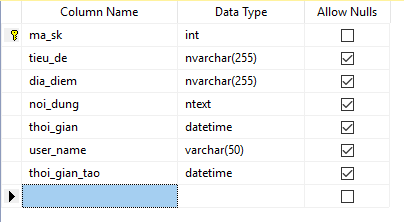 Column Name Data Type Allow Nulls
ma_sk int
tieu_de nvarchar(255)
dia_diem nvarchar(255)
noi_dung ntext
thoi_gian datetime
user_name varchar(50)
thoi_gian_tao datetime